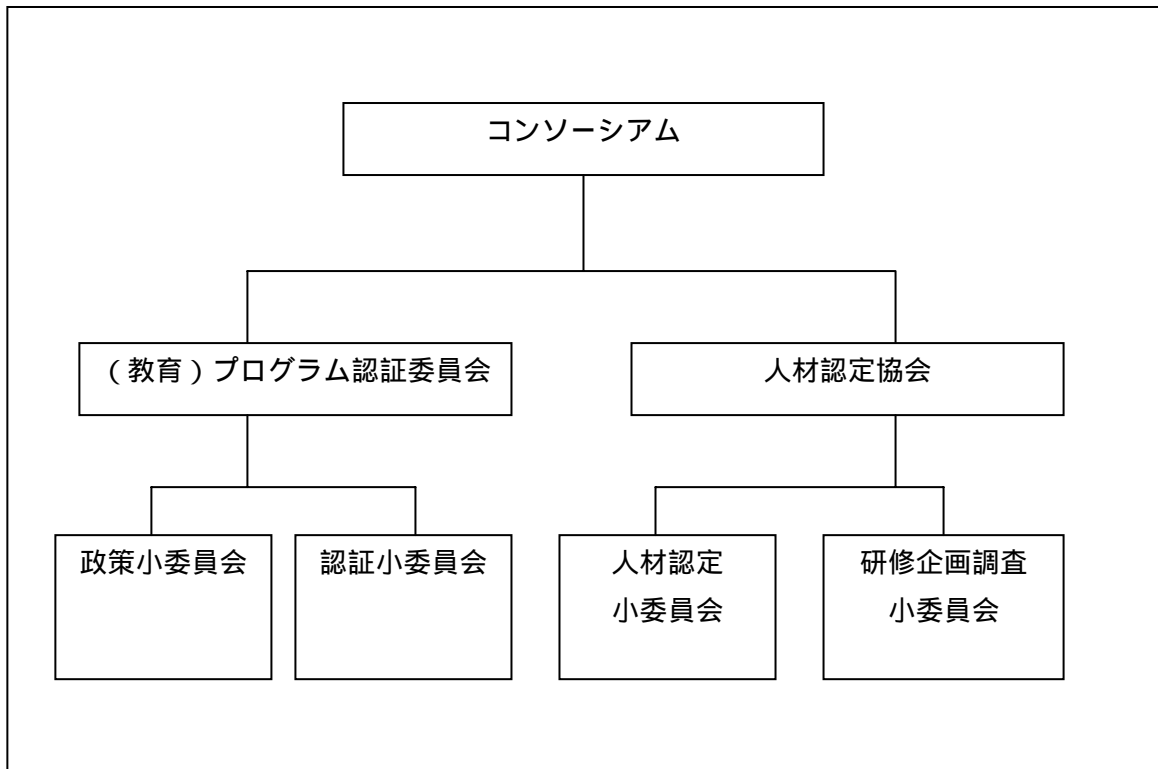 コンソーシアム
（教育）プログラム認証委員会
人材認定協会
政策小委員会
認証小委員会
人材認定
小委員会
研修企画調査
小委員会